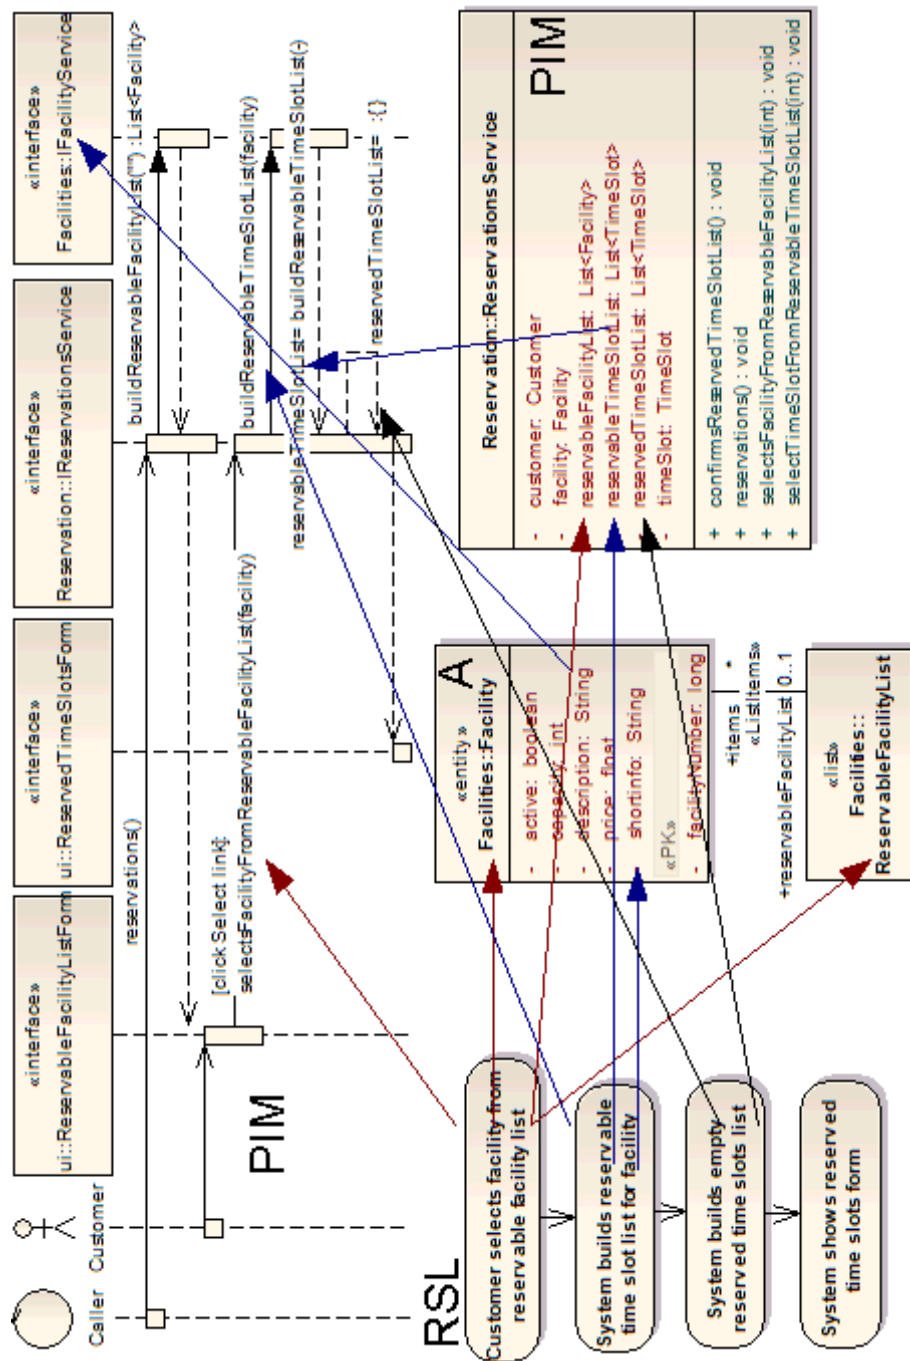 Caller
Customer
«interface»
ui::ReservableFacilityListForm
«interface»
ui::ReservedTimeSlotsForm
«interface»
Reservation::IReservationsService
«interface»
Facilities::IFacilityService
reservations()
buildReservableFacilityList("") :List<Facility>
[click Select link]:
selectsFacilityFromReservableFacilityList(facility)
buildReservableTimeSlotList(facility)
reservableTimeSlotList= buildReservableTimeSlotList(-)
reservedTimeSlotList= :{}
PIM
RSL
Customer selects facility from
reservable facility list
System builds reservable
time slot list for facility
System builds empty
reserved time slots list
System shows reserved
time slots form
«entity»
Facilities::Facility
A
- active: boolean
- capacity: int
- description: String
- price: float
- shortinfo: String
«PK»
- facilityNumber: long
+items *
«ListItems»
+reservableFacilityList 0..1
«list»
Facilities::
ReservableFacilityList
Reservation::ReservationsService
PIM
- customer: Customer
- facility: Facility
- reservableFacilityList: List<Facility>
- reservableTimeSlotList: List<TimeSlot>
- reservedTimeSlotList: List<TimeSlot>
- timeSlot: TimeSlot
+ confirmsReservedTimeSlotList() : void
+ reservations() : void
+ selectsFacilityFromReservableFacilityList(int) : void
+ selectTimeSlotFromReservableTimeSlotList(int) : void